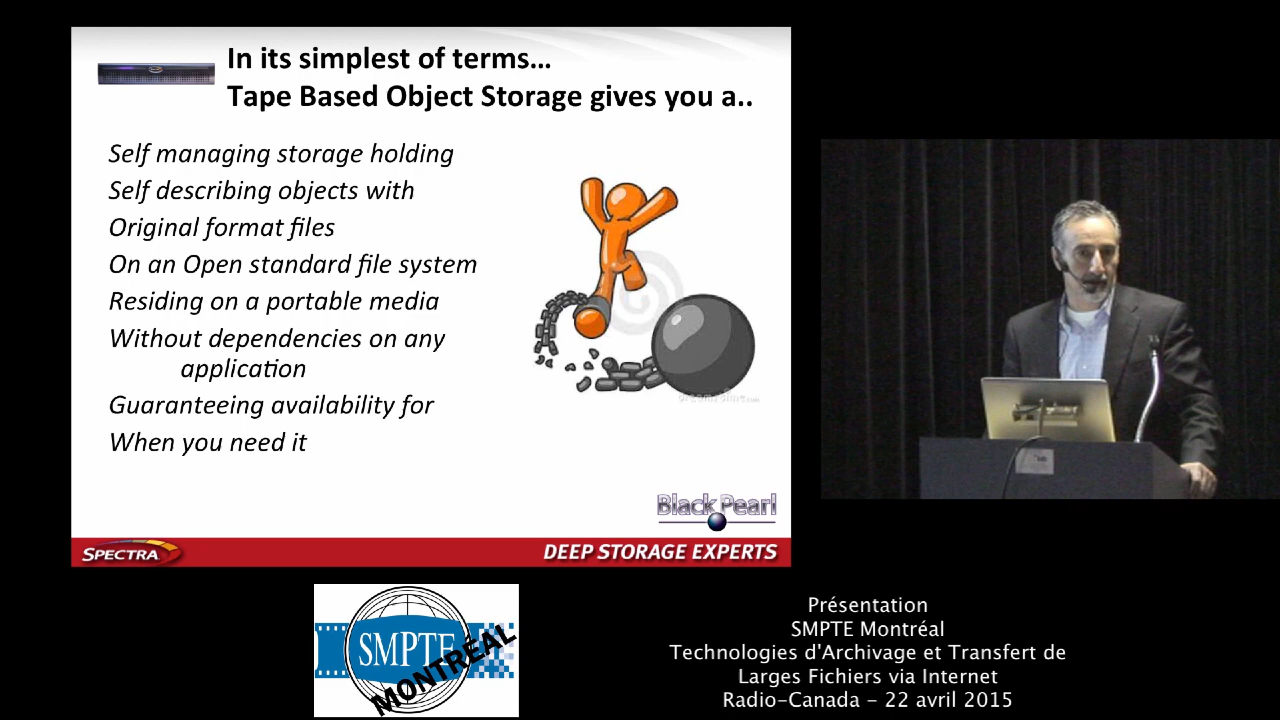 In its simplest of terms…
Tape Based Object Storage gives you a..
Self managing storage holding
Self describing objects with
Original format files
On an Open standard file system
Residing on a portable media
Without dependencies on any
application
Guaranteeing availability for
When you need it
Black Pearl
SPECTRA
DEEP STORAGE EXPERTS
SMPTE
MONTRÉAL
Présentation
SMPTE Montréal
Technologies d'Archivage et Transfert de
Larges Fichiers via Internet
Radio-Canada - 22 avril 2015